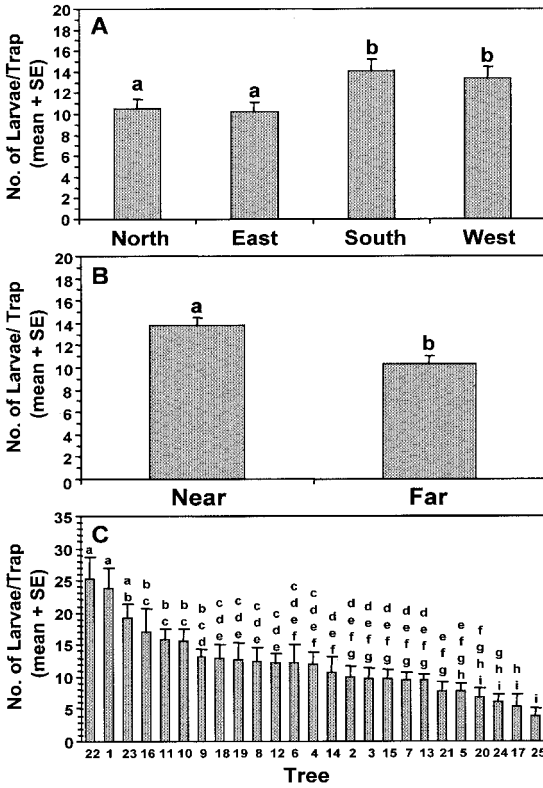 A
No. of Larvae/Trap
(mean + SE)
20
18
16
14
12
10
8
6
4
2
0
a a b b
North East South West
B
No. of Larvae/ Trap
(mean + SE)
20
18
16
14
12
10
8
6
4
2
0
a b
Near Far
C
No. of Larvae/Trap
(mean + SE)
35
30
25
20
15
10
5
0
a
a
a b
b c
b c
b c
b c d
c d e
c d e
c d e
c d e
c d e f
c d e f
d e f
d e f g
d e f g
d e f g
d e f g
d e f g
e f g
e f g h
f g h i
g h i
h i
i
22 1 23 16 11 10 9 18 19 8 12 6 4 14 2 3 15 7 13 21 5 20 24 17 25
Tree